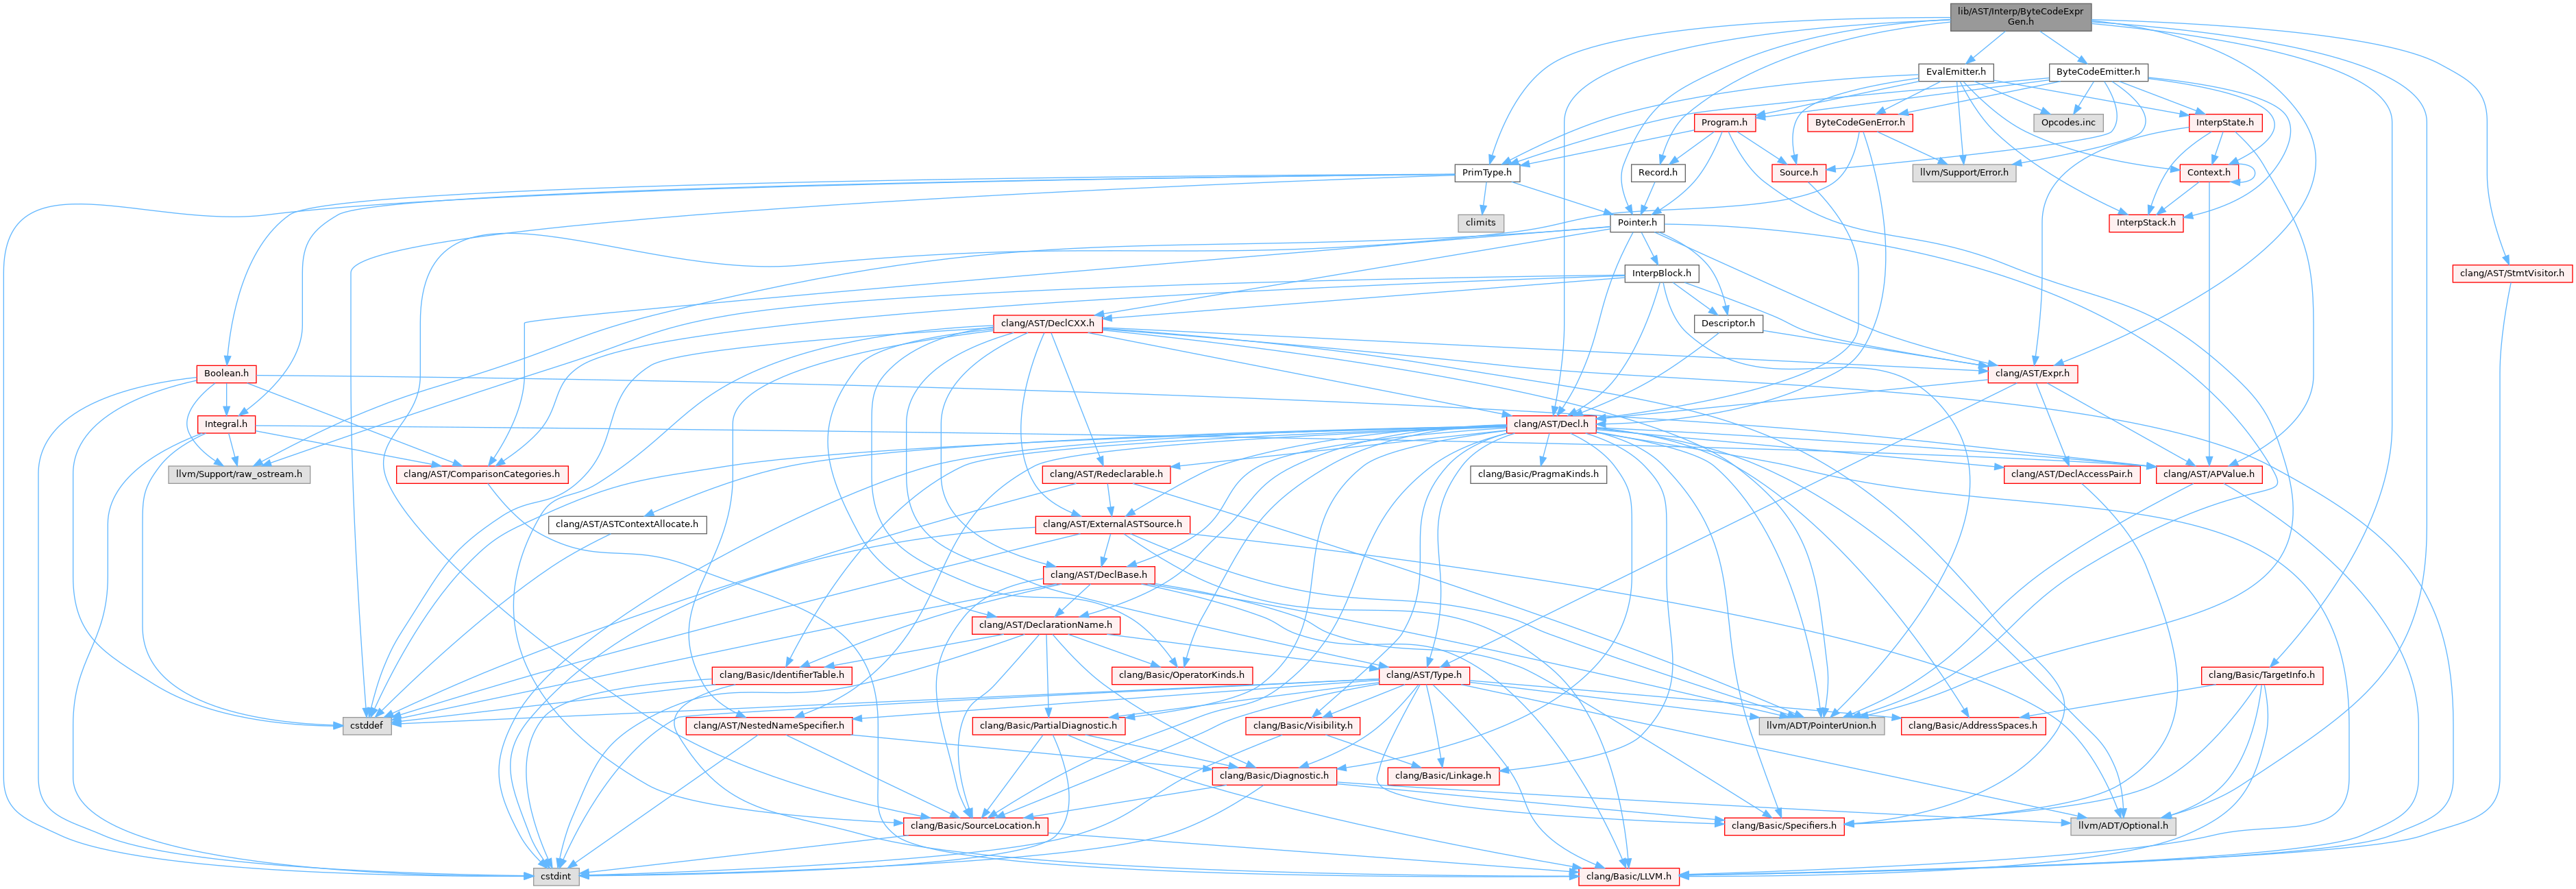 lib/AST/Interp/ByteCodeExpr
Gen.h
EvalEmitter.h
ByteCodeEmitter.h
Program.h
ByteCodeGenError.h
Opcodes.inc
InterpState.h
PrimType.h
Record.h
Source.h
llvm/Support/Error.h
Context.h
climits
Pointer.h
InterpStack.h
InterpBlock.h
clang/AST/StmtVisitor.h
clang/AST/DeclCXX.h
Descriptor.h
Boolean.h
clang/AST/Expr.h
Integral.h
clang/AST/Decl.h
llvm/Support/raw_ostream.h
clang/AST/ComparisonCategories.h
clang/AST/Redeclarable.h
clang/Basic/PragmaKinds.h
clang/AST/DeclAccessPair.h
clang/AST/APValue.h
clang/AST/ASTContextAllocate.h
clang/AST/ExternalASTSource.h
clang/AST/DeclBase.h
clang/AST/DeclarationName.h
clang/Basic/IdentifierTable.h
clang/Basic/OperatorKinds.h
clang/AST/Type.h
clang/Basic/TargetInfo.h
cstddef
clang/AST/NestedNameSpecifier.h
clang/Basic/PartialDiagnostic.h
clang/Basic/Visibility.h
llvm/ADT/PointerUnion.h
clang/Basic/AddressSpaces.h
clang/Basic/Diagnostic.h
clang/Basic/Linkage.h
clang/Basic/SourceLocation.h
clang/Basic/Specifiers.h
llvm/ADT/Optional.h
cstdint
clang/Basic/LLVM.h